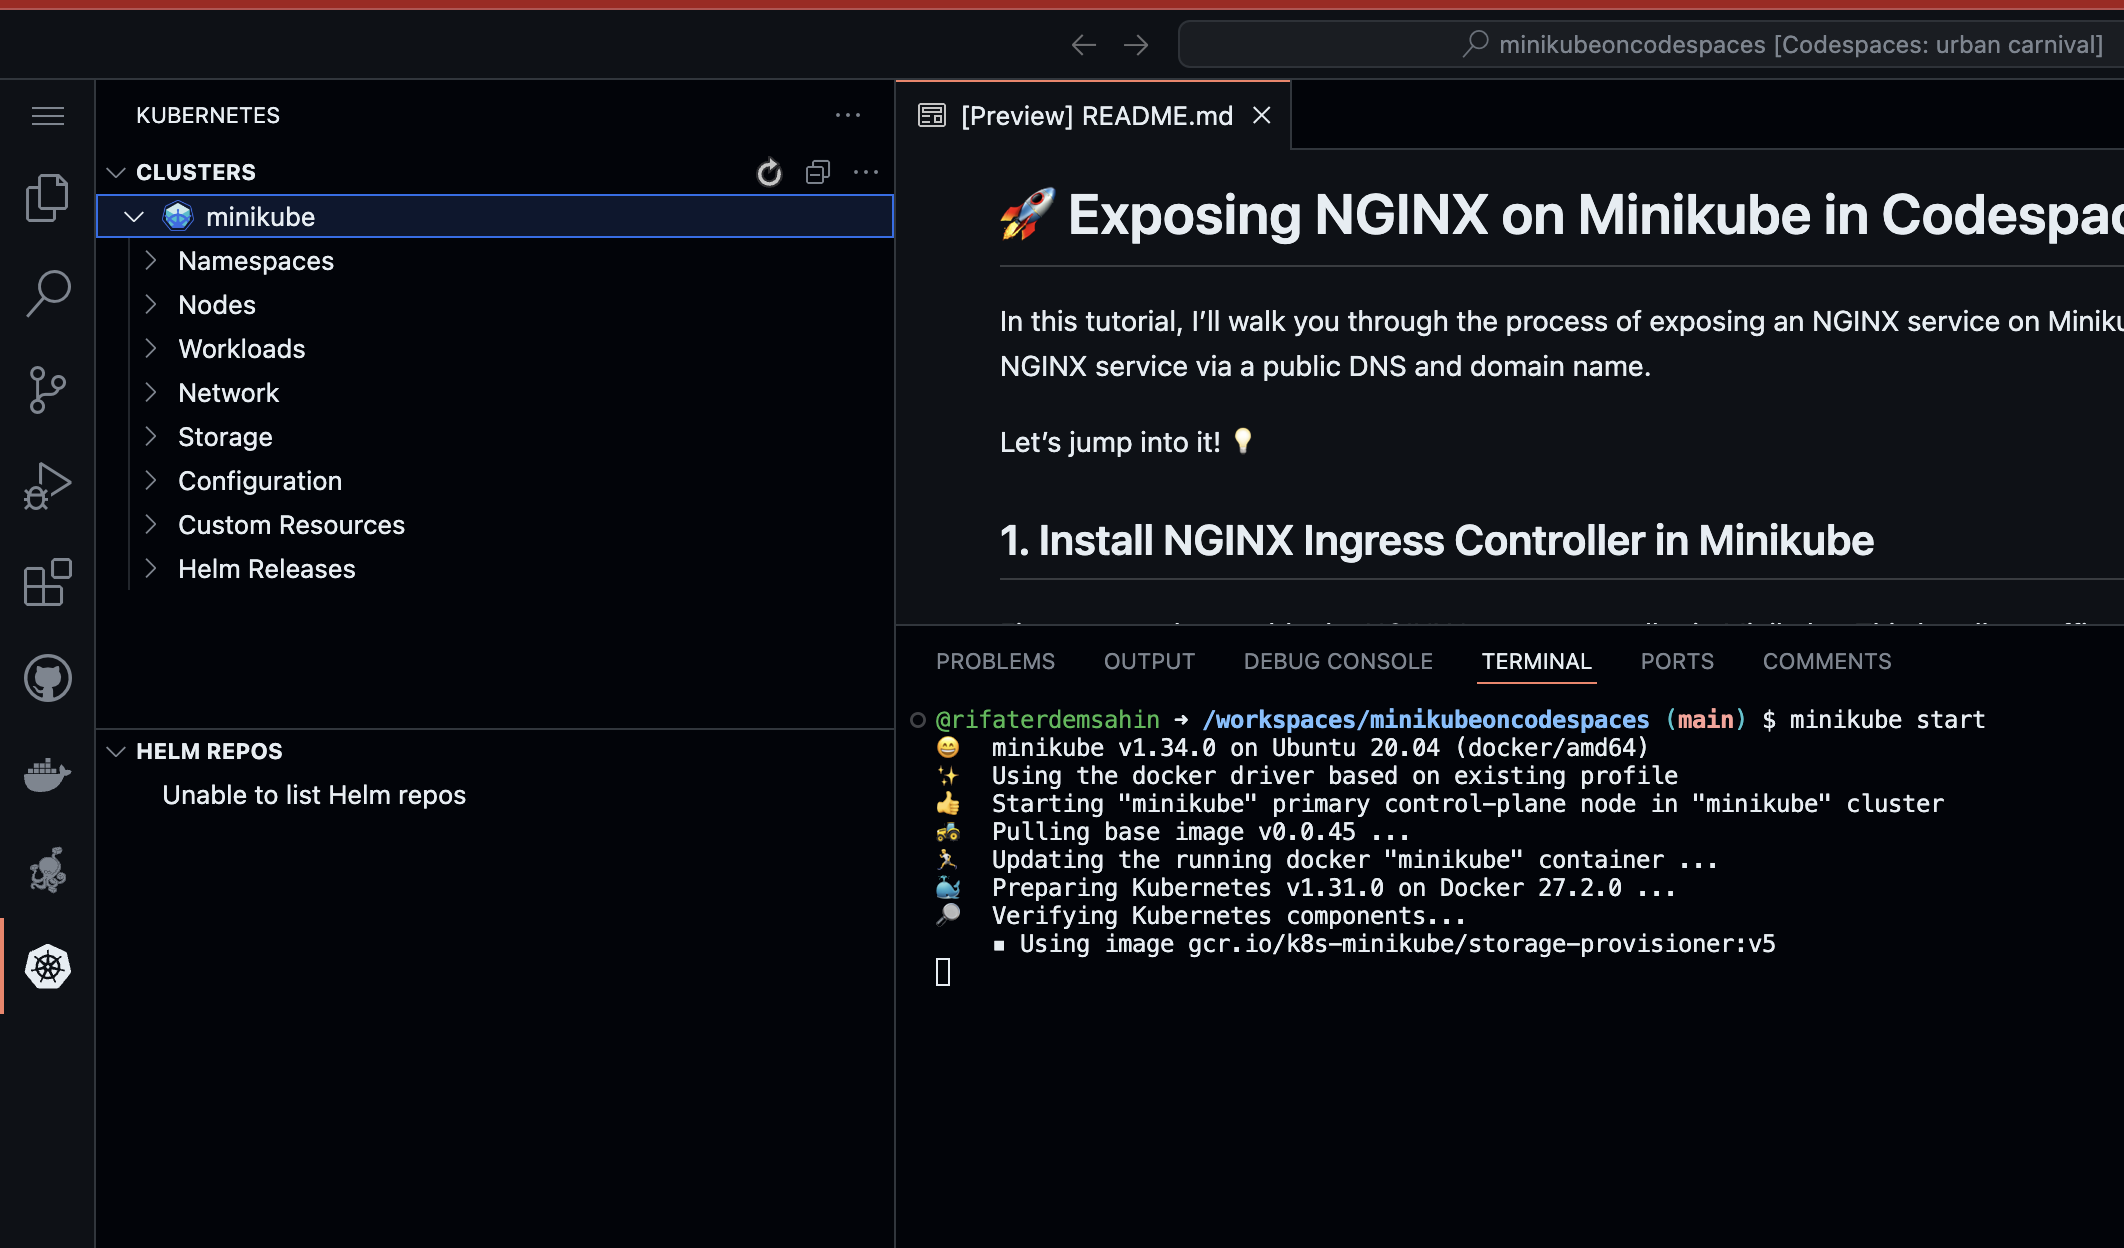 minikubeoncodespaces [Codespaces: urban carnival]
KUBERNETES
CLUSTERS
minikube
Namespaces
Nodes
Workloads
Network
Storage
Configuration
Custom Resources
Helm Releases
HELM REPOS
Unable to list Helm repos
[Preview] README.md
🚀 Exposing NGINX on Minikube in
In this tutorial, I’ll walk you through the process of exposing an NGINX service on
NGINX service via a public DNS and domain name.
Let’s jump into it! 💡
1. Install NGINX Ingress Controller in Minikube
PROBLEMS OUTPUT DEBUG CONSOLE TERMINAL PORTS COMMENTS
@rifaterdemsahin ➜ /workspaces/minikubeoncodespaces (main) $ minikube start
😄 minikube v1.34.0 on Ubuntu 20.04 (docker/amd64)
✨ Using the docker driver based on existing profile
👍 Starting "minikube" primary control-plane node in "minikube" cluster
🚜 Pulling base image v0.0.45 ...
🏃 Updating the running docker "minikube" container ...
🐳 Preparing Kubernetes v1.31.0 on Docker 27.2.0 ...
🔎 Verifying Kubernetes components...
▪ Using image gcr.io/k8s-minikube/storage-provisioner:v5